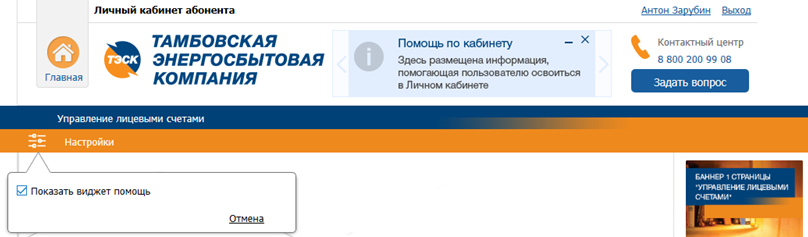 Личный кабинет абонента
Антон Зарубин Выход
Главная
ТЭСК
ТАМБОВСКАЯ
ЭНЕРГОСБЫТОВАЯ
КОМПАНИЯ
Помощь по кабинету
Здесь размещена информация,
помогающая пользователю освоиться
в Личном кабинете
Контактный центр
8 800 200 99 08
Задать вопрос
Управление лицевыми счетами
Настройки
Показать виджет помощь
Отмена
БАННЕР 1 СТРАНИЦЫ
"УПРАВЛЕНИЕ ЛИЦЕВЫМИ
СЧЕТАМИ"